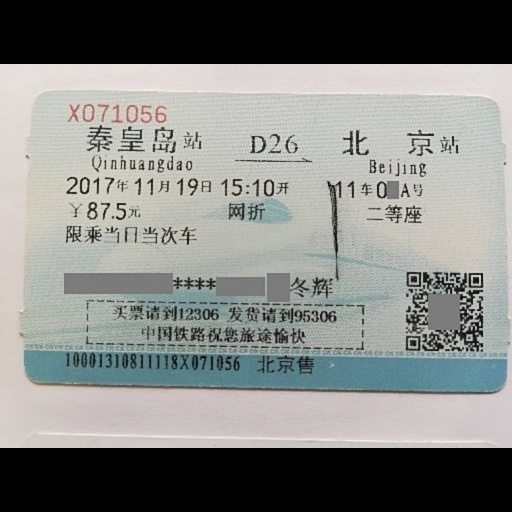 X071056
秦皇岛站 D26 北京站
Qinhuangdao Beijing
2017年11月19日15:10开 11车0 A号
￥87.5元 网折 二等座
限乘当日当次车
**** 冬辉
买票请到12306 发货请到95306
中国铁路祝您旅途愉快
10001310811118X071056 北京售